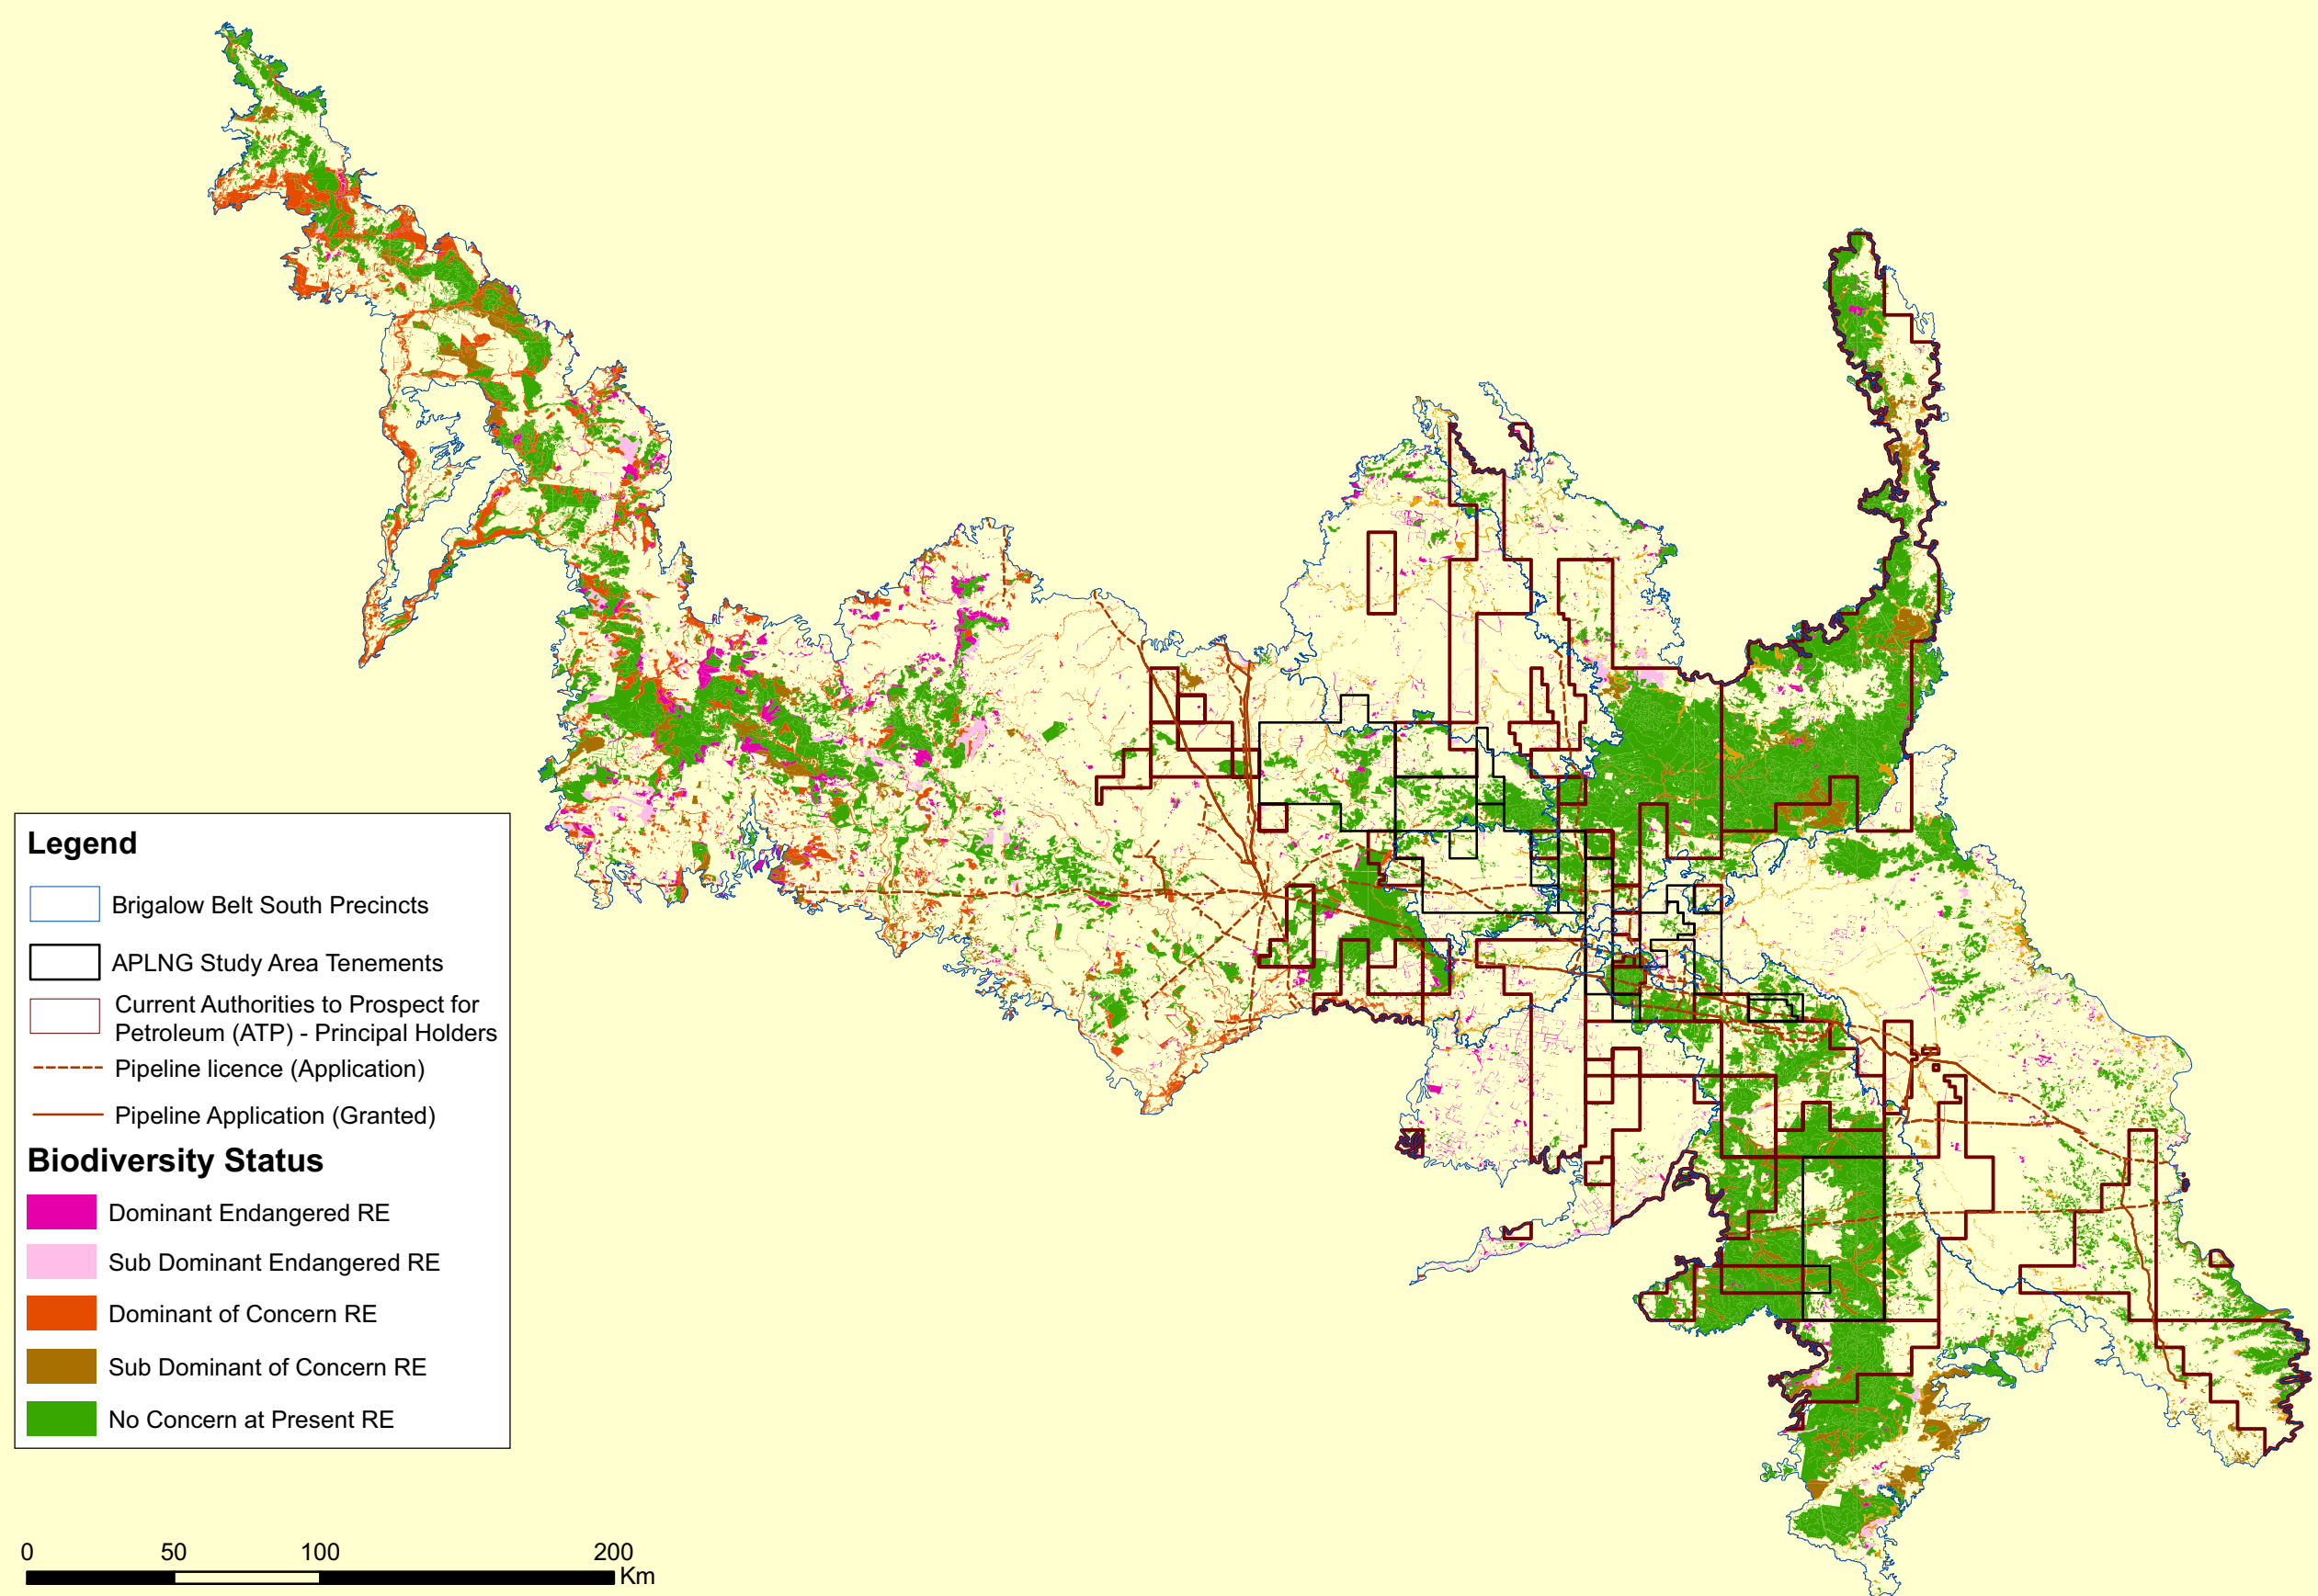 Legend
Brigalow Belt South Precincts
APLNG Study Area Tenements
Current Authorities to Prospect for
Petroleum (ATP) - Principal Holders
Pipeline licence (Application)
Pipeline Application (Granted)
Biodiversity Status
Dominant Endangered RE
Sub Dominant Endangered RE
Dominant of Concern RE
Sub Dominant of Concern RE
No Concern at Present RE
0 50 100 200
Km